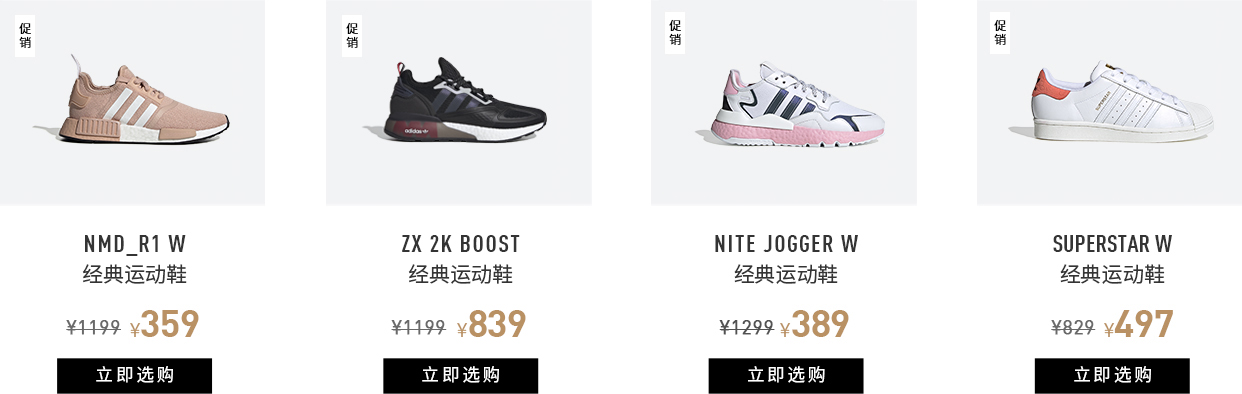 促销
促销
促销
促销
adidas
SUPERSTAR
NMD_R1 W
经典运动鞋
¥1199 ¥359
立即选购
ZX 2K BOOST
经典运动鞋
¥1199 ¥839
立即选购
NITE JOGGER W
经典运动鞋
¥1299 ¥389
立即选购
SUPERSTAR W
经典运动鞋
¥829 ¥497
立即选购